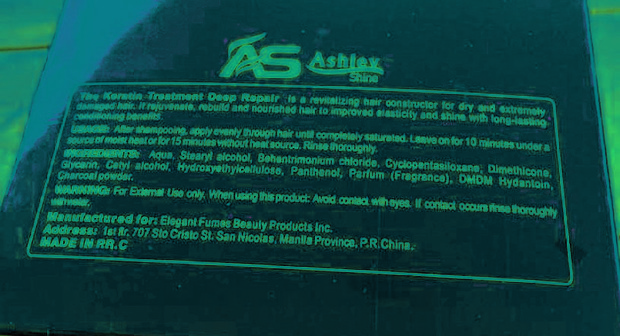 AS Ashley
Shine
The Keratin Treatment Deep Repair is a revitalizing hair constructor for dry and extremely
damaged hair. It rejuvenate, rebuild and nourished hair to improved elasticity and shine with long-lasting
conditioning benefits.
USAGE: After shampooing, apply evenly through hair until completely saturated. Leave on for 10 minutes under a
source of moist heat or for 15 minutes without heat source. Rinse thoroughly.
INGREDIENTS: Aqua, Stearyl alcohol, Behentrimonium chloride, Cyclopentasiloxane, Dimethicone,
Glycerin, Cetyl alcohol, Hydroxyethylcellulose, Panthenol, Parfum (Fragrance), DMDM Hydantoin,
Charcoal powder.
WARNING: For External Use only. When using this product: Avoid contact with eyes. If contact occurs rinse thoroughly
with water.
Manufactured for: Elegant Fumes Beauty Products Inc.
Address: 1st flr. 707 Sto Cristo St. San Nicolas, Manila Province, P.R.China.
MADE IN P.R.C